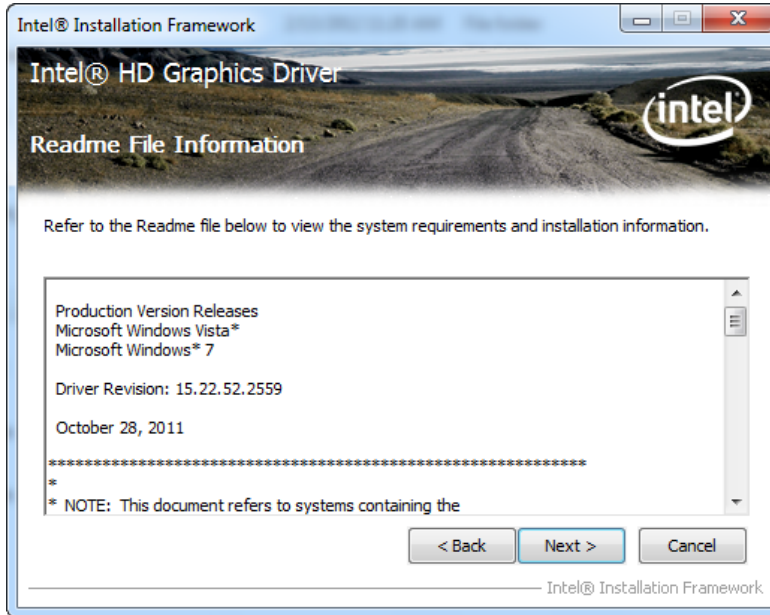 Intel® Installation Framework
Intel® HD Graphics Driver
intel
Readme File Information
Refer to the Readme file below to view the system requirements and installation information.
Production Version Releases
Microsoft Windows Vista*
Microsoft Windows* 7
Driver Revision: 15.22.52.2559
October 28, 2011
************************************************************
*
* NOTE: This document refers to systems containing the
< Back
Next >
Cancel
Intel® Installation Framework